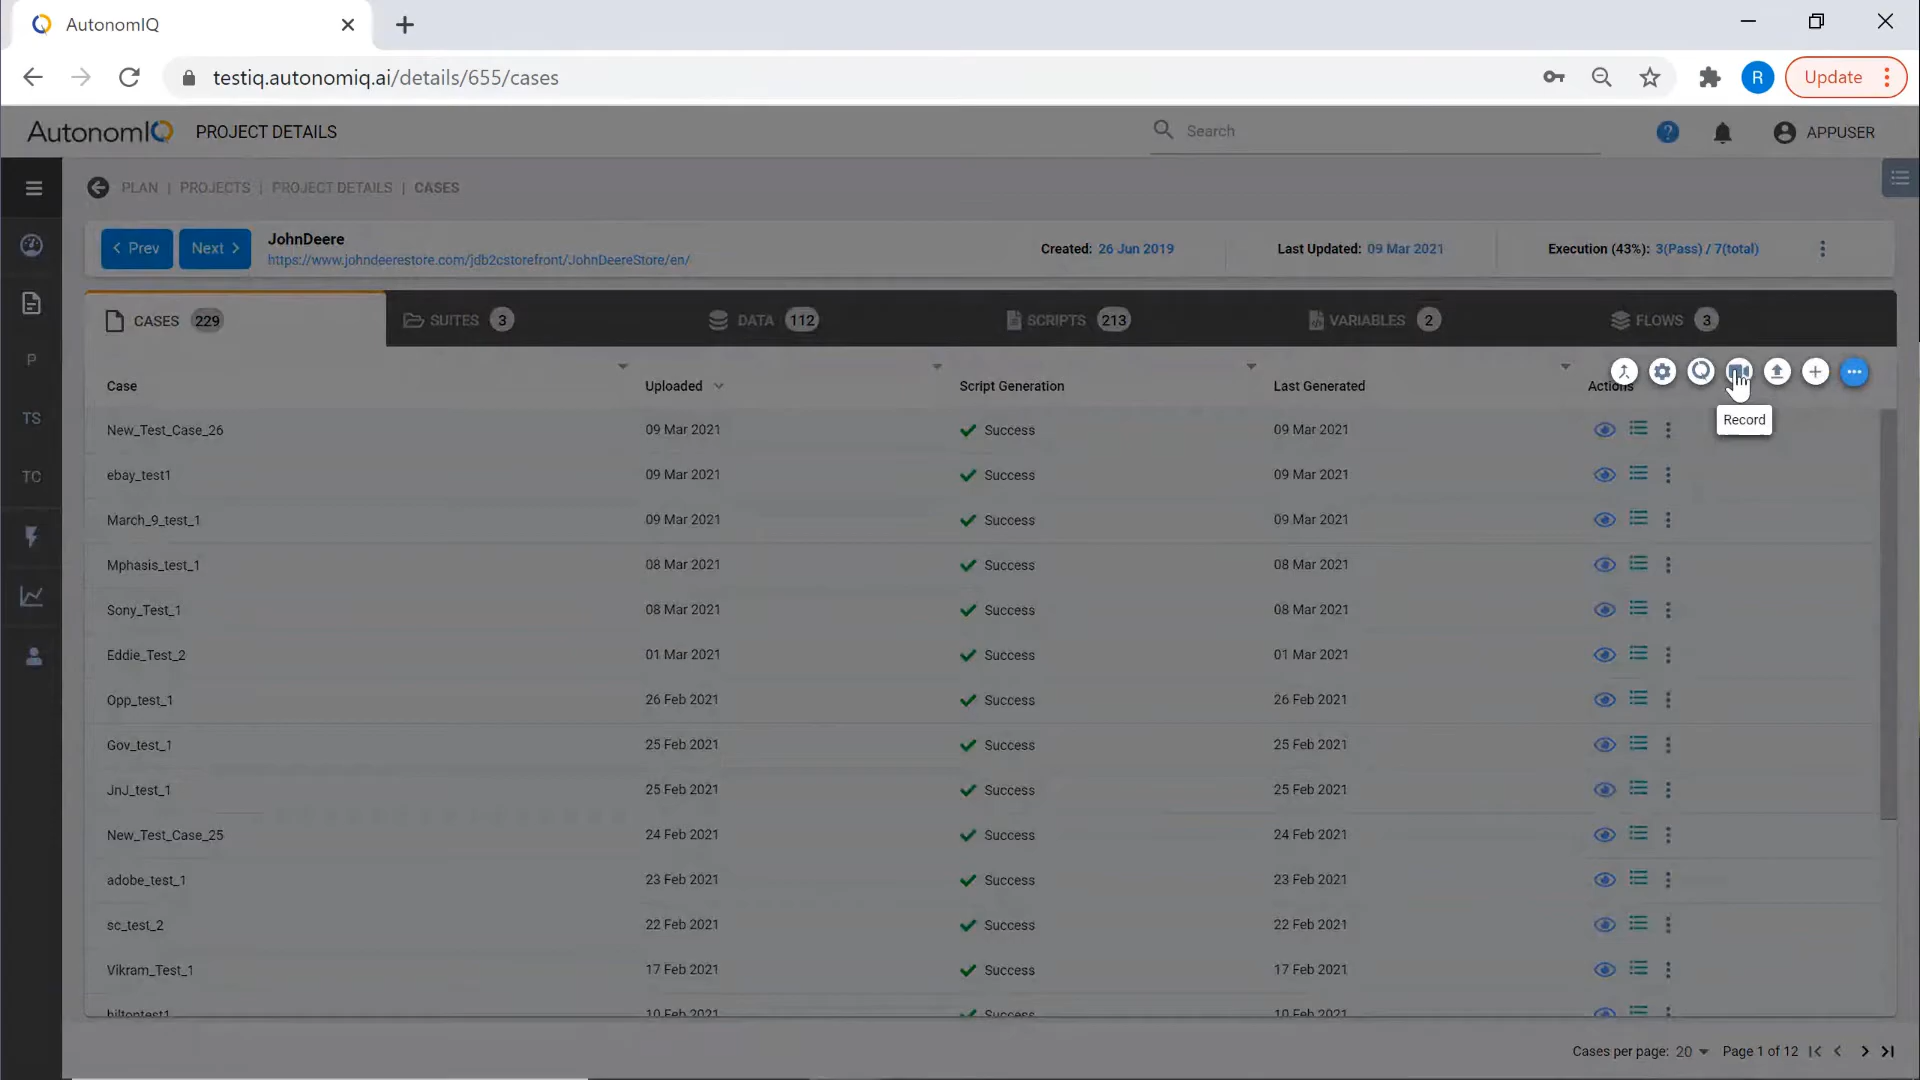 AutonomIQ
testiq.autonomiq.ai/details/655/cases
R
Update
AutonomIQ PROJECT DETAILS
Search
?
APPUSER
PLAN | PROJECTS | PROJECT DETAILS | CASES
Prev
Next
JohnDeere
https://www.johndeerestore.com/jdb2cstorefront/JohnDeereStore/en/
Created: 26 Jun 2019
Last Updated: 09 Mar 2021
Execution (43%): 3(Pass) / 7(total)
CASES 229
SUITES 3
DATA 112
SCRIPTS 213
VARIABLES 2
FLOWS 3
P
TS
TC
Case Uploaded Script Generation Last Generated Actions
Record
New_Test_Case_26 09 Mar 2021 Success 09 Mar 2021
ebay_test1 09 Mar 2021 Success 09 Mar 2021
March_9_test_1 09 Mar 2021 Success 09 Mar 2021
Mphasis_test_1 08 Mar 2021 Success 08 Mar 2021
Sony_Test_1 08 Mar 2021 Success 08 Mar 2021
Eddie_Test_2 01 Mar 2021 Success 01 Mar 2021
Opp_test_1 26 Feb 2021 Success 26 Feb 2021
Gov_test_1 25 Feb 2021 Success 25 Feb 2021
JnJ_test_1 25 Feb 2021 Success 25 Feb 2021
New_Test_Case_25 24 Feb 2021 Success 24 Feb 2021
adobe_test_1 23 Feb 2021 Success 23 Feb 2021
sc_test_2 22 Feb 2021 Success 22 Feb 2021
Vikram_Test_1 17 Feb 2021 Success 17 Feb 2021
hiltontest1 10 Feb 2021 Success 10 Feb 2021
Cases per page: 20 Page 1 of 12